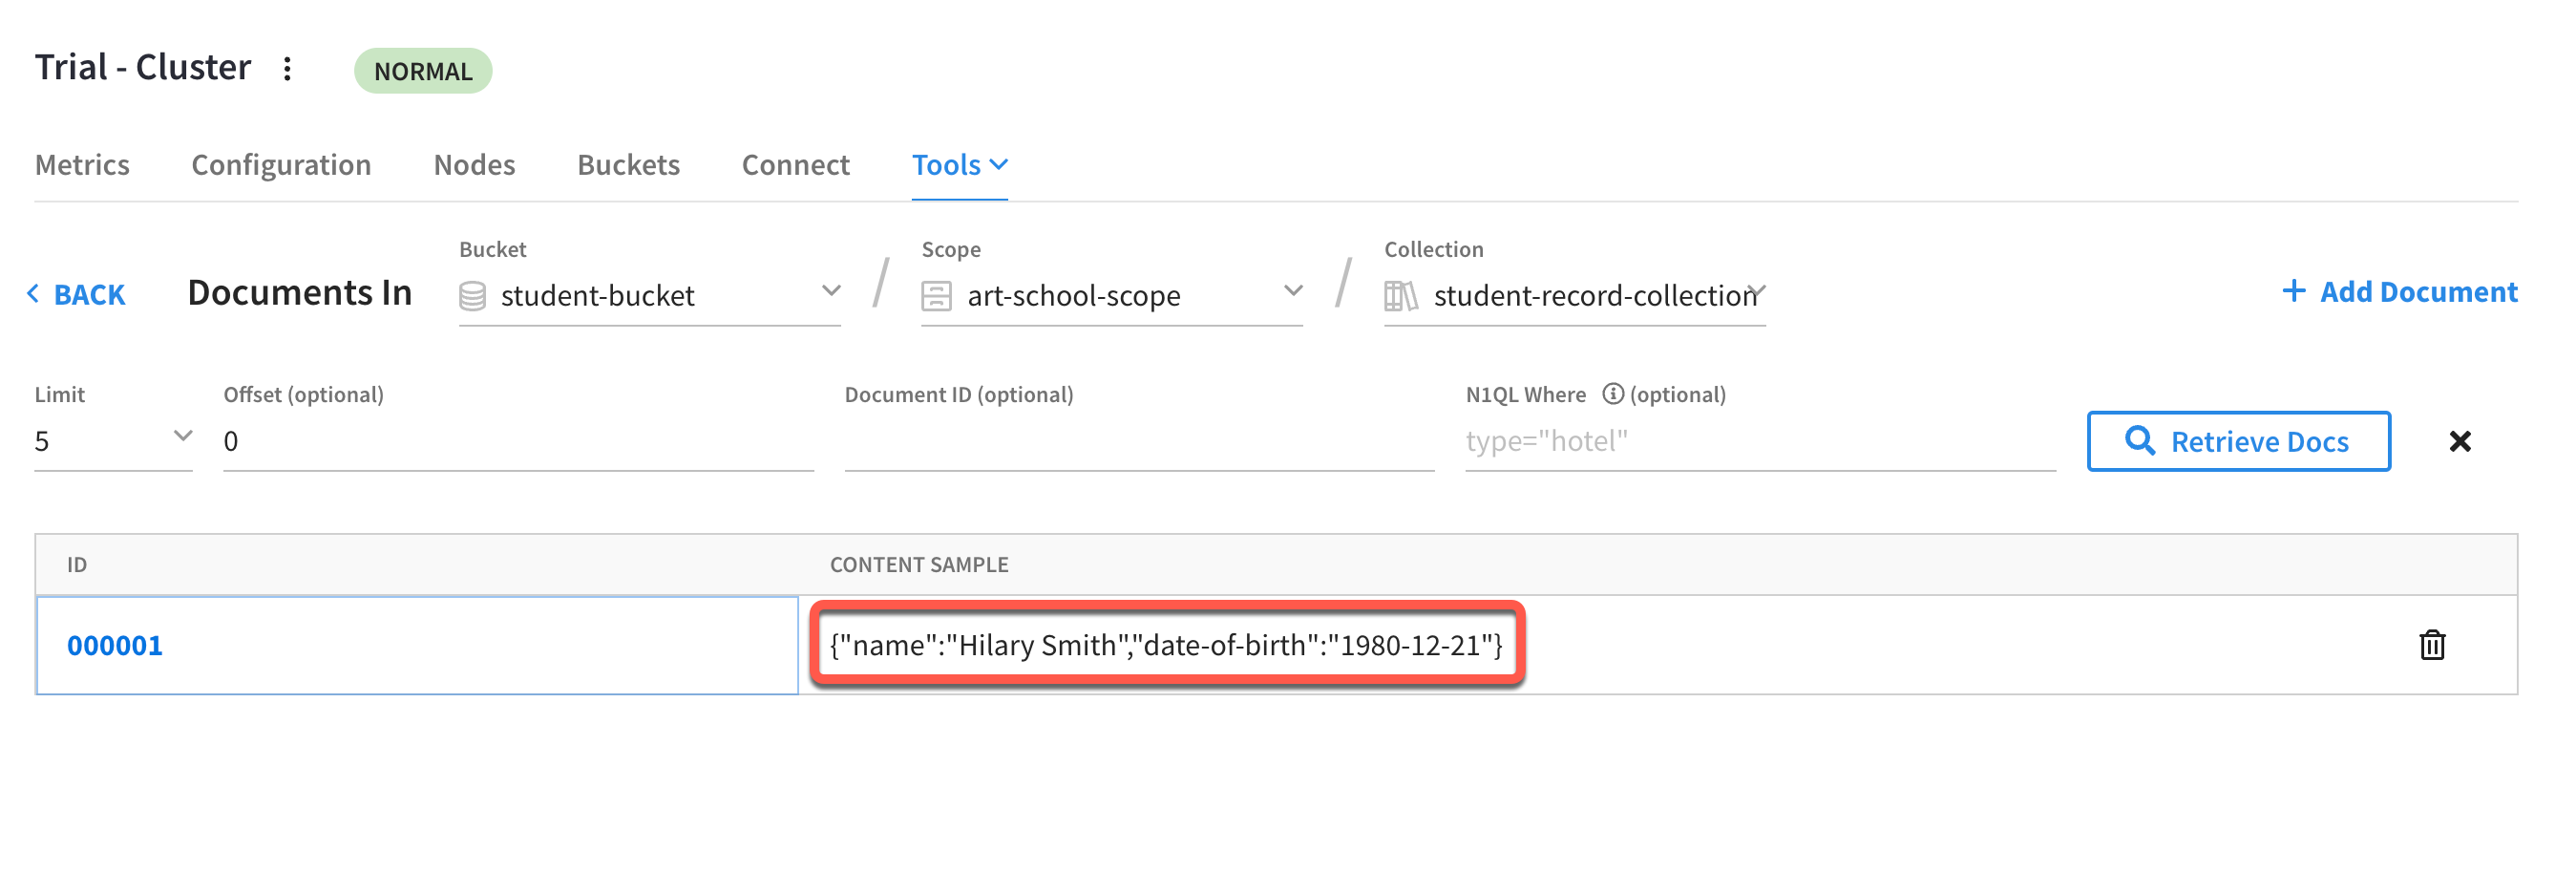 Trial - Cluster NORMAL
Metrics Configuration Nodes Buckets Connect Tools
Bucket Scope Collection
BACK Documents In student-bucket / art-school-scope / student-record-collection + Add Document
Limit Offset (optional) Document ID (optional) N1QL Where (optional)
5 0 type="hotel" Retrieve Docs
ID CONTENT SAMPLE
000001 {"name":"Hilary Smith","date-of-birth":"1980-12-21"}